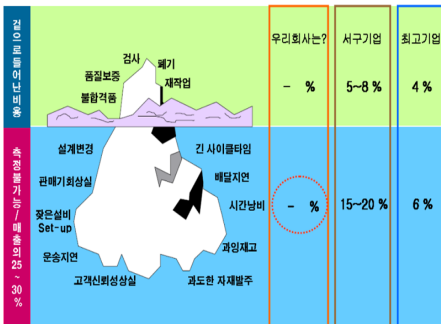 겉으로들어난비용
검사
폐기
품질보증
재작업
불합격품
우리회사는?
서구기업
최고기업
- %
5~8 %
4 %
측정불가능/매출의25~30%
설계변경
긴 사이클타임
판매기회상실
배달지연
잦은설비
Set-up
시간낭비
운송지연
과잉재고
고객신뢰성상실
과도한 자재발주
- %
15~20 %
6 %